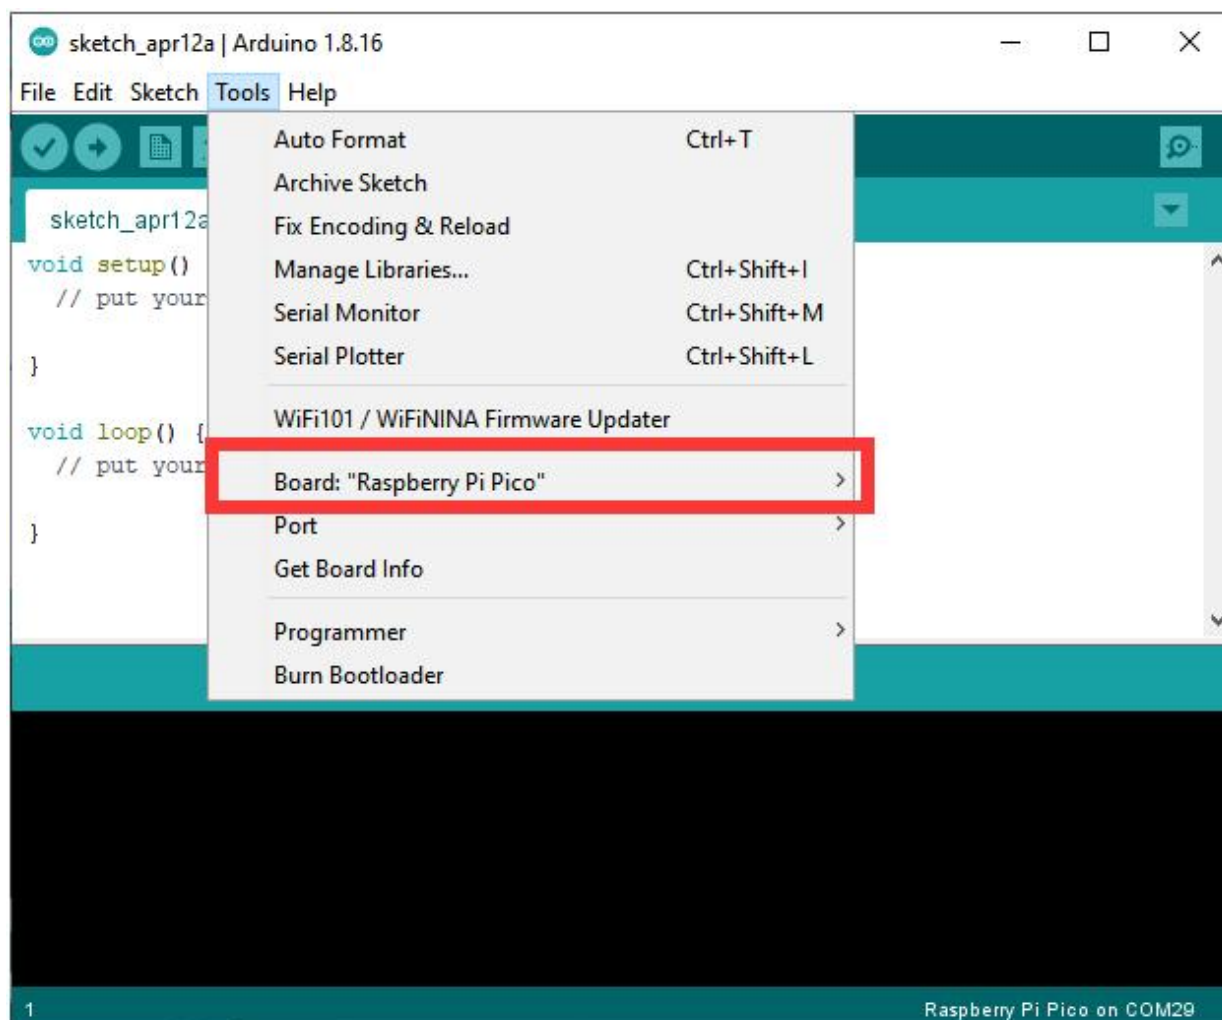 sketch_apr12a | Arduino 1.8.16
File Edit Sketch Tools Help
Auto Format Ctrl+T
Archive Sketch
Fix Encoding & Reload
Manage Libraries... Ctrl+Shift+I
Serial Monitor Ctrl+Shift+M
Serial Plotter Ctrl+Shift+L
WiFi101 / WiFiNINA Firmware Updater
Board: "Raspberry Pi Pico"
Port
Get Board Info
Programmer
Burn Bootloader
sketch_apr12a
void setup()
// put your
}
void loop() {
// put your
}
1 Raspberry Pi Pico on COM29